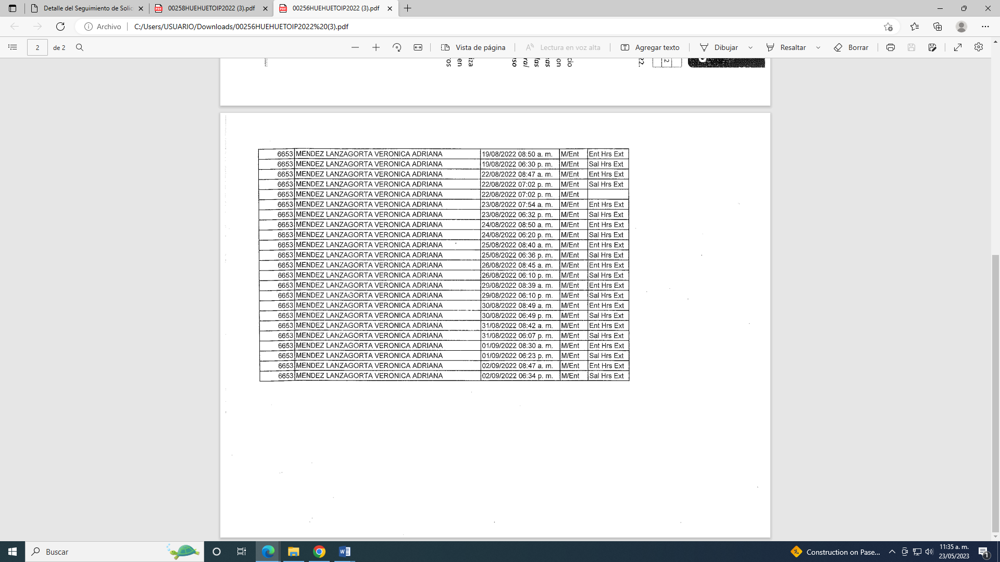 Detalle del Seguimiento de Solici
00258HUEHUETOIP2022 (3).pdf
00256HUEHUETOIP2022 (3).pdf
Archivo
C:/Users/USUARIO/Downloads/00256HUEHUETOIP2022%20(3).pdf
2 de 2
Vista de página
Lectura en voz alta
Agregar texto
Dibujar
Resaltar
Borrar
ros
en
iza
rso
rai
las
cas
on
cio
22.
2
6653 MENDEZ LANZAGORTA VERONICA ADRIANA 19/08/2022 08:50 a. m. M/Ent Ent Hrs Ext
6653 MENDEZ LANZAGORTA VERONICA ADRIANA 19/08/2022 06:30 p. m. M/Ent Sal Hrs Ext
6653 MENDEZ LANZAGORTA VERONICA ADRIANA 22/08/2022 08:47 a. m. M/Ent Ent Hrs Ext
6653 MENDEZ LANZAGORTA VERONICA ADRIANA 22/08/2022 07:02 p. m. M/Ent Sal Hrs Ext
6653 MENDEZ LANZAGORTA VERONICA ADRIANA 22/08/2022 07:02 p. m. M/Ent
6653 MENDEZ LANZAGORTA VERONICA ADRIANA 23/08/2022 07:54 a. m. M/Ent Ent Hrs Ext
6653 MENDEZ LANZAGORTA VERONICA ADRIANA 23/08/2022 06:32 p. m. M/Ent Sal Hrs Ext
6653 MENDEZ LANZAGORTA VERONICA ADRIANA 24/08/2022 08:50 a. m. M/Ent Ent Hrs Ext
6653 MENDEZ LANZAGORTA VERONICA ADRIANA 24/08/2022 06:20 p. m. M/Ent Sal Hrs Ext
6653 MENDEZ LANZAGORTA VERONICA ADRIANA 25/08/2022 08:40 a. m. M/Ent Ent Hrs Ext
6653 MENDEZ LANZAGORTA VERONICA ADRIANA 25/08/2022 06:36 p. m. M/Ent Sal Hrs Ext
6653 MENDEZ LANZAGORTA VERONICA ADRIANA 26/08/2022 08:45 a. m. M/Ent Ent Hrs Ext
6653 MENDEZ LANZAGORTA VERONICA ADRIANA 26/08/2022 06:10 p. m. M/Ent Sal Hrs Ext
6653 MENDEZ LANZAGORTA VERONICA ADRIANA 29/08/2022 08:39 a. m. M/Ent Ent Hrs Ext
6653 MENDEZ LANZAGORTA VERONICA ADRIANA 29/08/2022 06:10 p. m. M/Ent Sal Hrs Ext
6653 MENDEZ LANZAGORTA VERONICA ADRIANA 30/08/2022 08:49 a. m. M/Ent Ent Hrs Ext
6653 MENDEZ LANZAGORTA VERONICA ADRIANA 30/08/2022 06:49 p. m. M/Ent Sal Hrs Ext
6653 MENDEZ LANZAGORTA VERONICA ADRIANA 31/08/2022 08:42 a. m. M/Ent Ent Hrs Ext
6653 MENDEZ LANZAGORTA VERONICA ADRIANA 31/08/2022 06:07 p. m. M/Ent Sal Hrs Ext
6653 MENDEZ LANZAGORTA VERONICA ADRIANA 01/09/2022 08:30 a. m. M/Ent Ent Hrs Ext
6653 MENDEZ LANZAGORTA VERONICA ADRIANA 01/09/2022 06:23 p. m. M/Ent Sal Hrs Ext
6653 MENDEZ LANZAGORTA VERONICA ADRIANA 02/09/2022 08:47 a. m. M/Ent Ent Hrs Ext
6653 MENDEZ LANZAGORTA VERONICA ADRIANA 02/09/2022 06:34 p. m. M/Ent Sal Hrs Ext
Buscar
Construction on Pase...
11:35 a. m.
23/05/2023
1